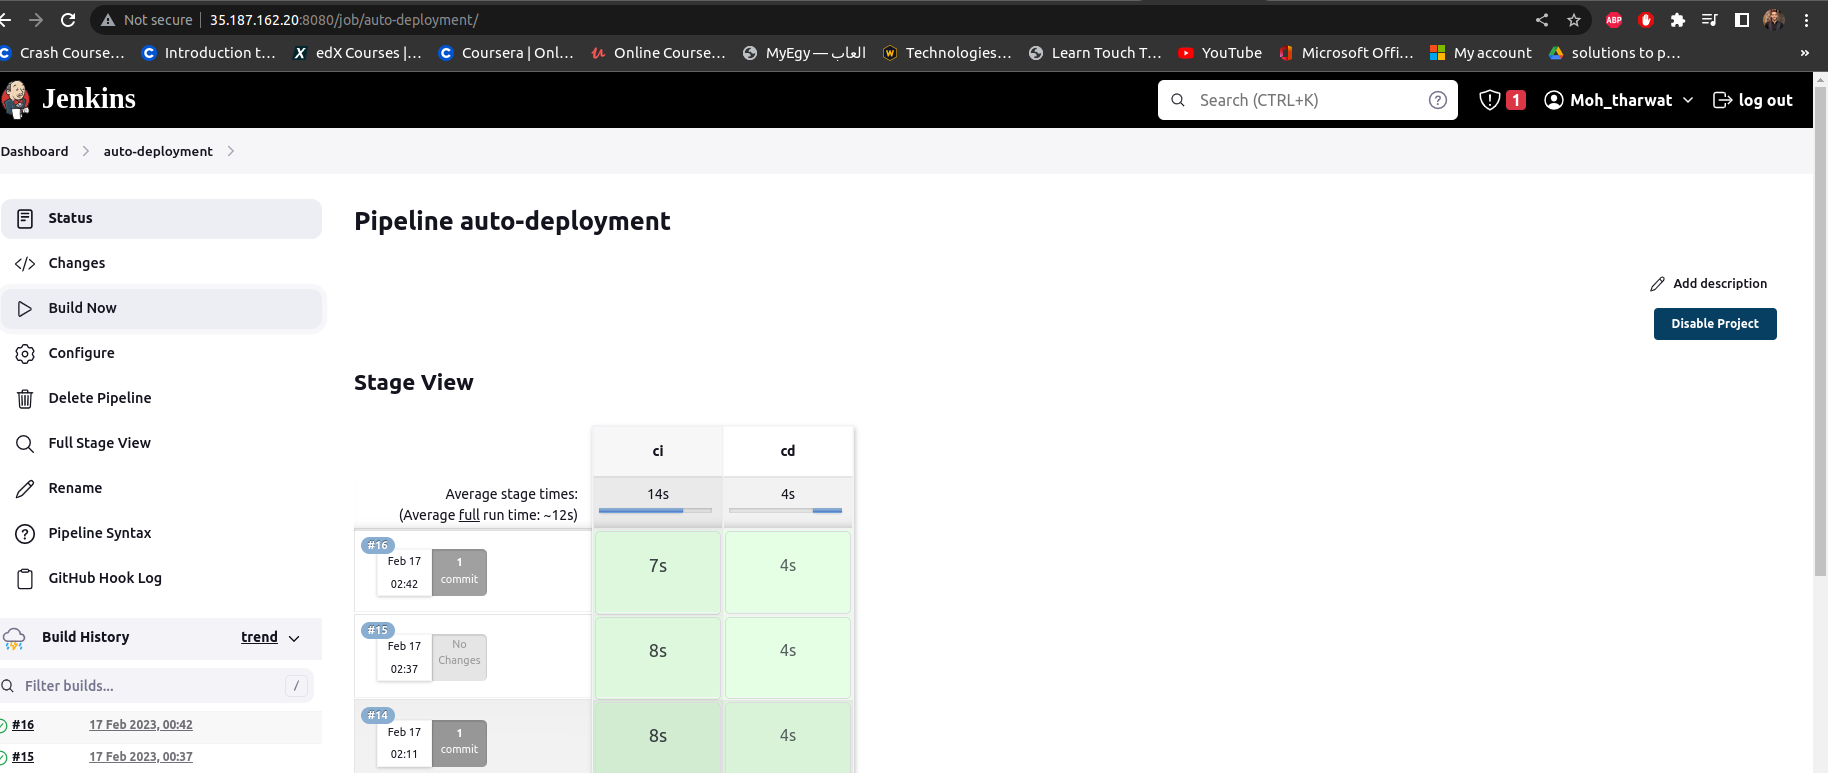 Not secure 35.187.162.20:8080/job/auto-deployment/
ABP
Crash Course... Introduction t... edX Courses |... Coursera | Onl... Online Course... MyEgy — العاب Technologies... Learn Touch T... YouTube Microsoft Offi... My account solutions to p... »
Jenkins
Search (CTRL+K) ? 1 Moh_tharwat log out
Dashboard auto-deployment
Status
Changes
Build Now
Configure
Delete Pipeline
Full Stage View
Rename
Pipeline Syntax
GitHub Hook Log
Build History trend
Filter builds... /
#16 17 Feb 2023, 00:42
#15 17 Feb 2023, 00:37
Pipeline auto-deployment
Add description
Disable Project
Stage View
ci cd
Average stage times: 14s 4s
(Average full run time: ~12s)
#16
Feb 17 02:42 1 commit 7s 4s
#15
Feb 17 02:37 No Changes 8s 4s
#14
Feb 17 02:11 1 commit 8s 4s